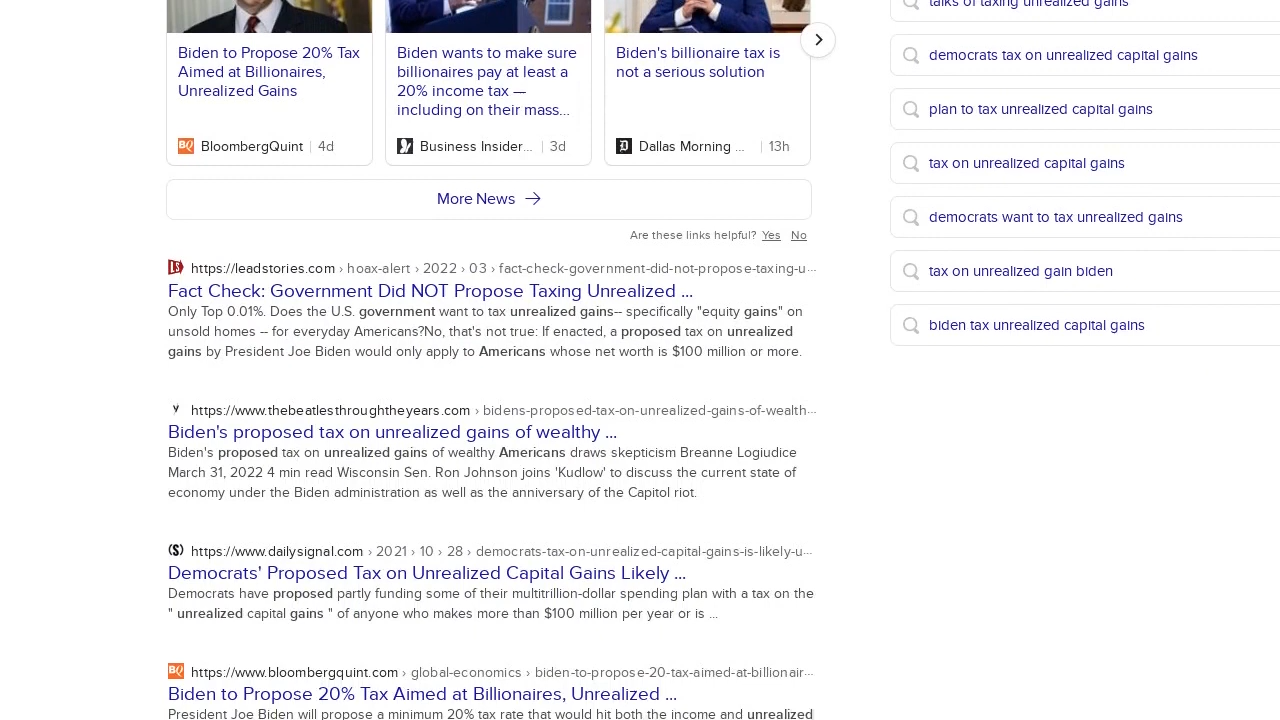 Biden to Propose 20% Tax
Aimed at Billionaires,
Unrealized Gains
BQ BloombergQuint | 4d
Biden wants to make sure
billionaires pay at least a
20% income tax —
including on their mass...
Business Insider... | 3d
Biden's billionaire tax is
not a serious solution
D Dallas Morning ... | 13h
More News →
Are these links helpful? Yes No
https://leadstories.com › hoax-alert › 2022 › 03 › fact-check-government-did-not-propose-taxing-u...
Fact Check: Government Did NOT Propose Taxing Unrealized ...
Only Top 0.01%. Does the U.S. government want to tax unrealized gains-- specifically "equity gains" on
unsold homes -- for everyday Americans?No, that's not true: If enacted, a proposed tax on unrealized
gains by President Joe Biden would only apply to Americans whose net worth is $100 million or more.
https://www.thebeatlesthroughtheyears.com › bidens-proposed-tax-on-unrealized-gains-of-wealth...
Biden's proposed tax on unrealized gains of wealthy ...
Biden's proposed tax on unrealized gains of wealthy Americans draws skepticism Breanne Logiudice
March 31, 2022 4 min read Wisconsin Sen. Ron Johnson joins 'Kudlow' to discuss the current state of
economy under the Biden administration as well as the anniversary of the Capitol riot.
($) https://www.dailysignal.com › 2021 › 10 › 28 › democrats-tax-on-unrealized-capital-gains-is-likely-u...
Democrats' Proposed Tax on Unrealized Capital Gains Likely ...
Democrats have proposed partly funding some of their multitrillion-dollar spending plan with a tax on the
" unrealized capital gains " of anyone who makes more than $100 million per year or is ...
BQ https://www.bloombergquint.com › global-economics › biden-to-propose-20-tax-aimed-at-billionair...
Biden to Propose 20% Tax Aimed at Billionaires, Unrealized ...
President Joe Biden will propose a minimum 20% tax rate that would hit both the income and unrealized
talks of taxing unrealized gains
democrats tax on unrealized capital gains
plan to tax unrealized capital gains
tax on unrealized capital gains
democrats want to tax unrealized gains
tax on unrealized gain biden
biden tax unrealized capital gains